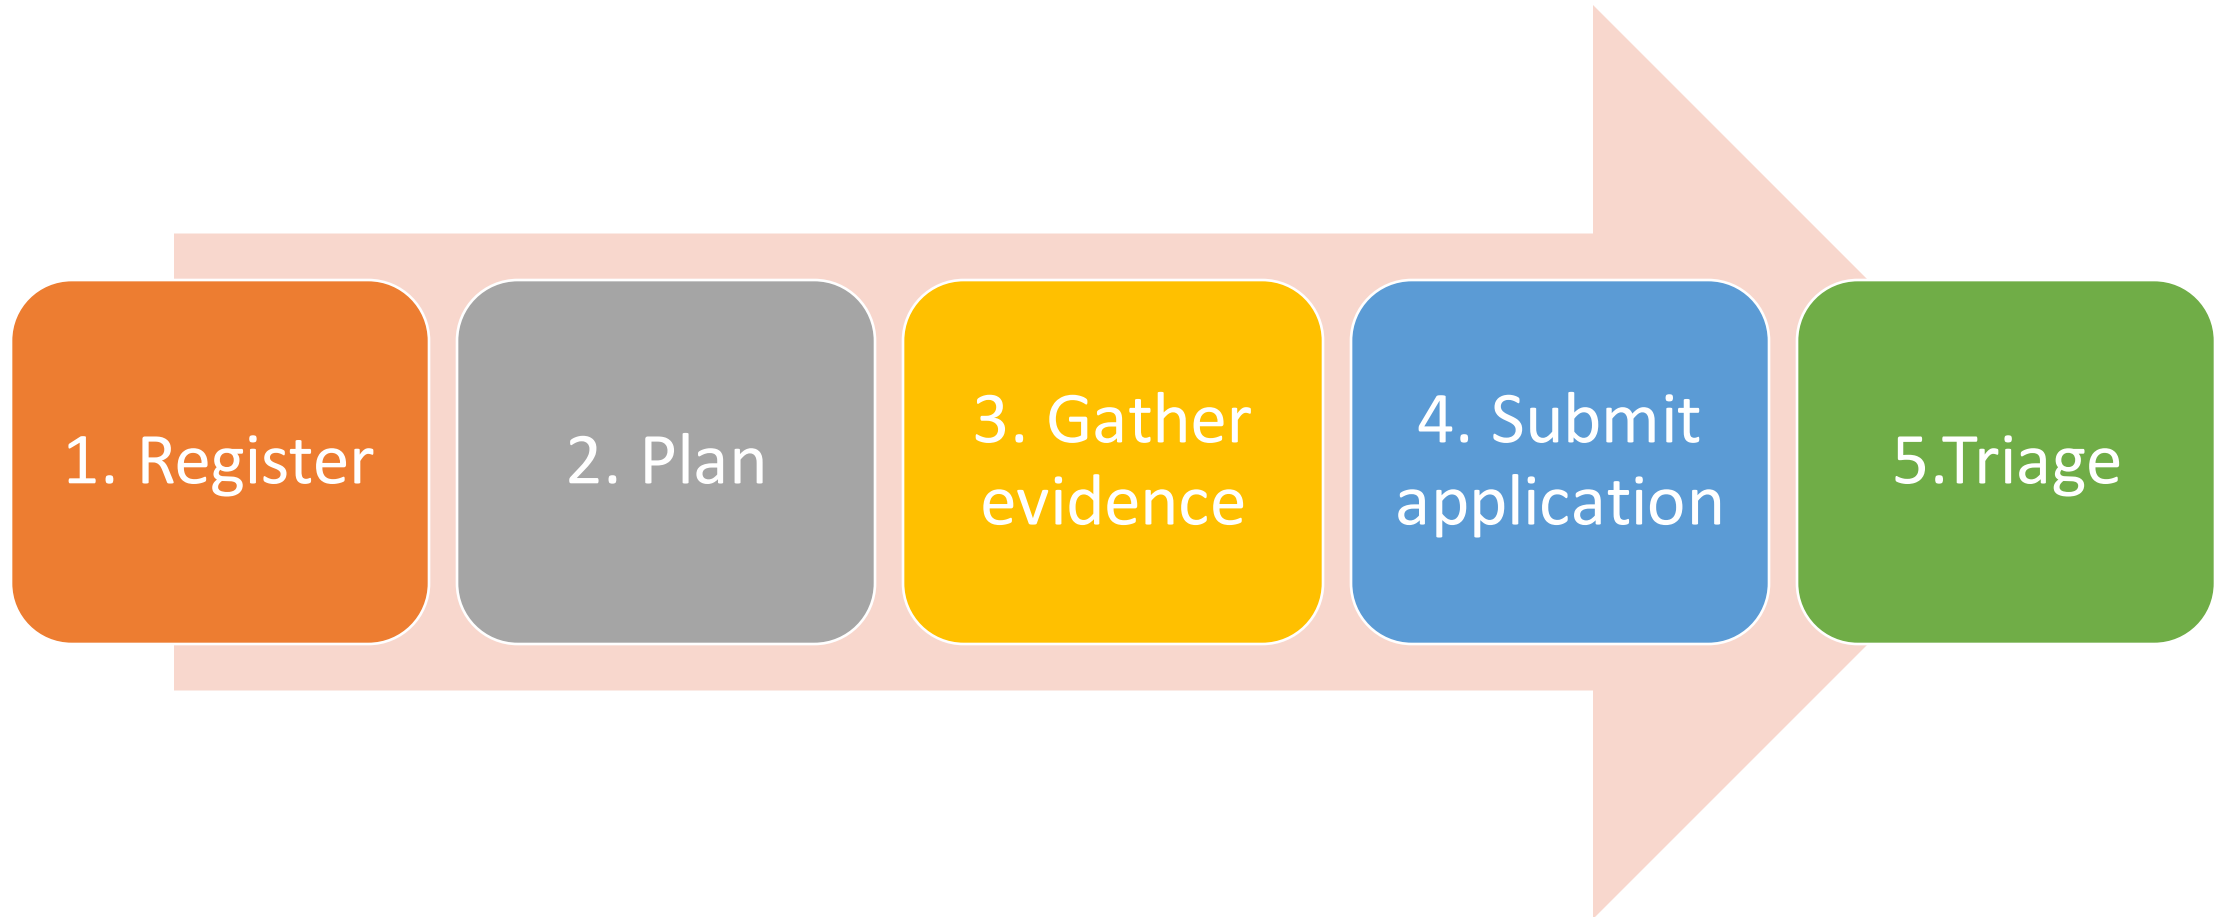 1. Register
2. Plan
3. Gather
evidence
4. Submit
application
5.Triage